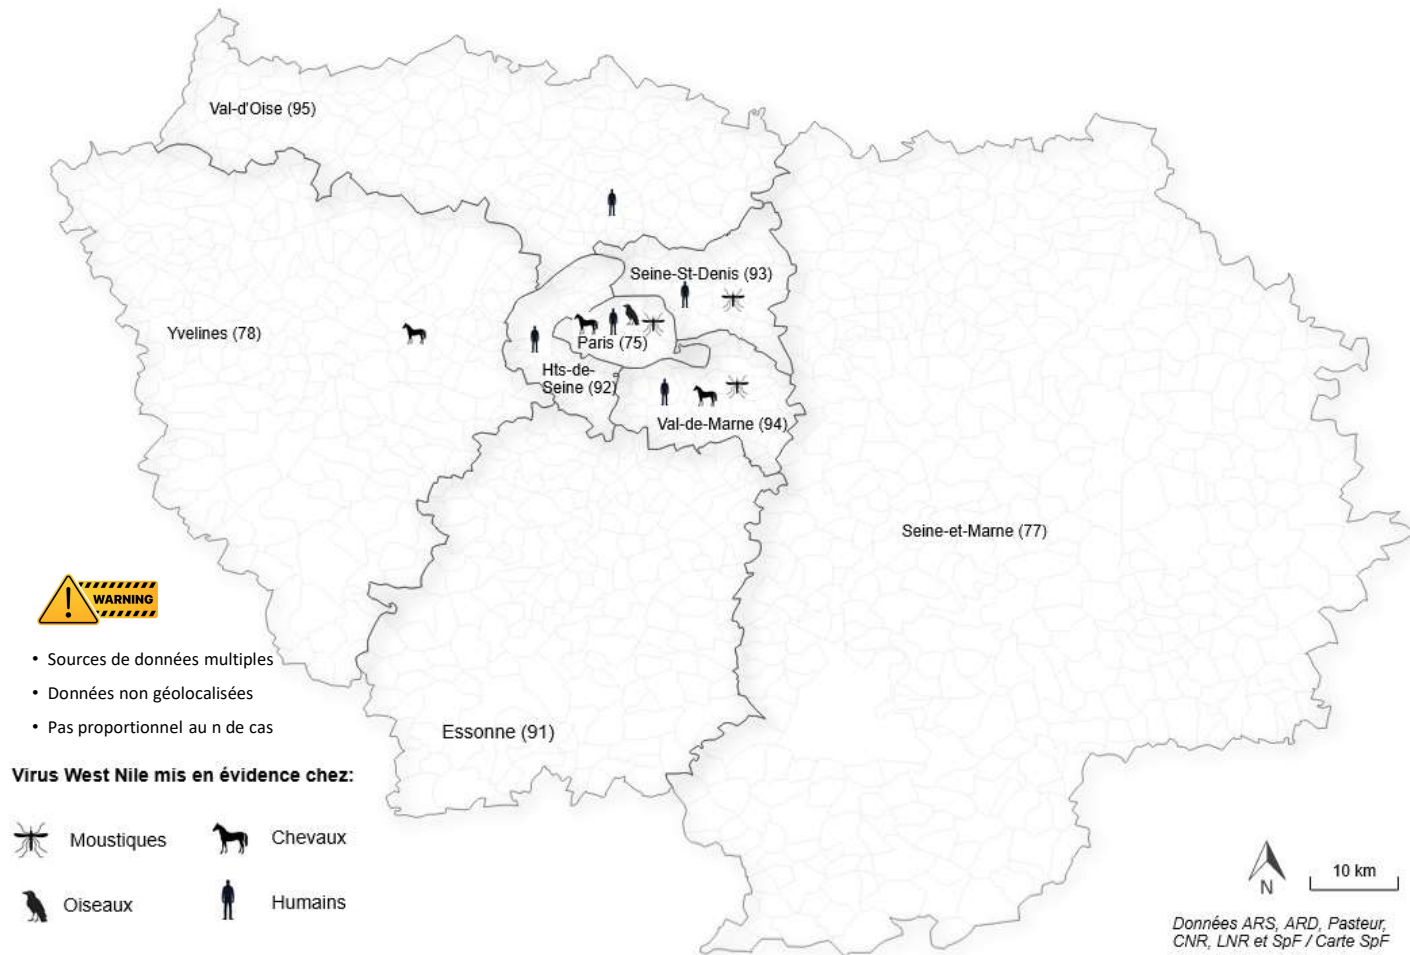 Val-d'Oise (95)
Seine-St-Denis (93)
Yvelines (78)
Paris (75)
Hts-de-
Seine (92)
Val-de-Marne (94)
Seine-et-Marne (77)
WARNING
• Sources de données multiples
• Données non géolocalisées
• Pas proportionnel au n de cas
Essonne (91)
Virus West Nile mis en évidence chez:
Moustiques
Chevaux
Oiseaux
Humains
N
10 km
Données ARS, ARD, Pasteur,
CNR, LNR et SpF / Carte SpF